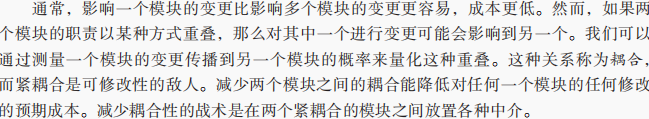 通常，影响一个模块的变更比影响多个模块的变更更容易，成本更低。然而，如果两
个模块的职责以某种方式重叠，那么对其中一个进行变更可能会影响到另一个。我们可以
通过测量一个模块的变更传播到另一个模块的概率来量化这种重叠。这种关系称为耦合，
而紧耦合是可修改性的敌人。减少两个模块之间的耦合能降低对任何一个模块的任何修改
的预期成本。减少耦合性的战术是在两个紧耦合的模块之间放置各种中介。